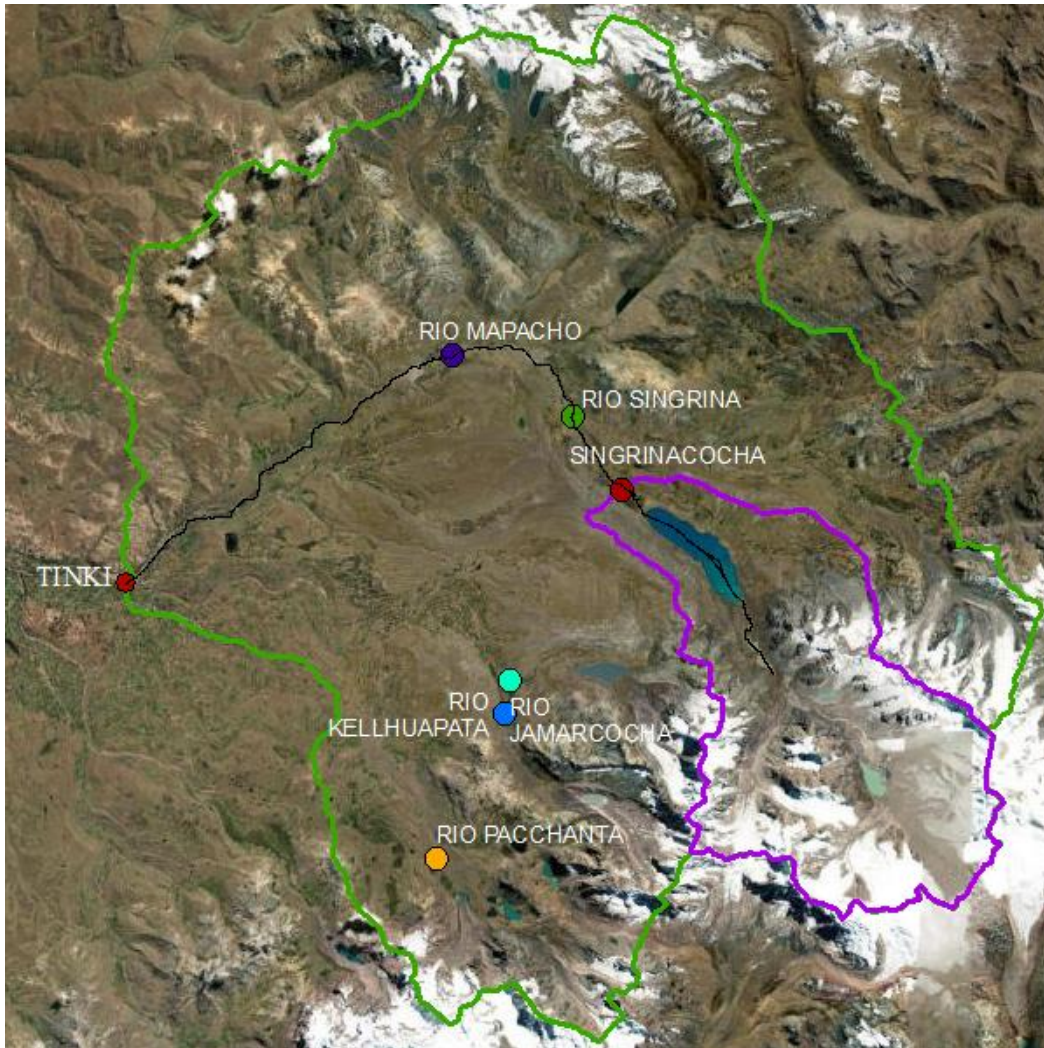 RIO MAPACHO
RIO SINGRINA
SINGRINACOCHA
TINKI
RIO
KELLHUAPATA
RIO
JAMARCOCHA
RIO PACCHANTA